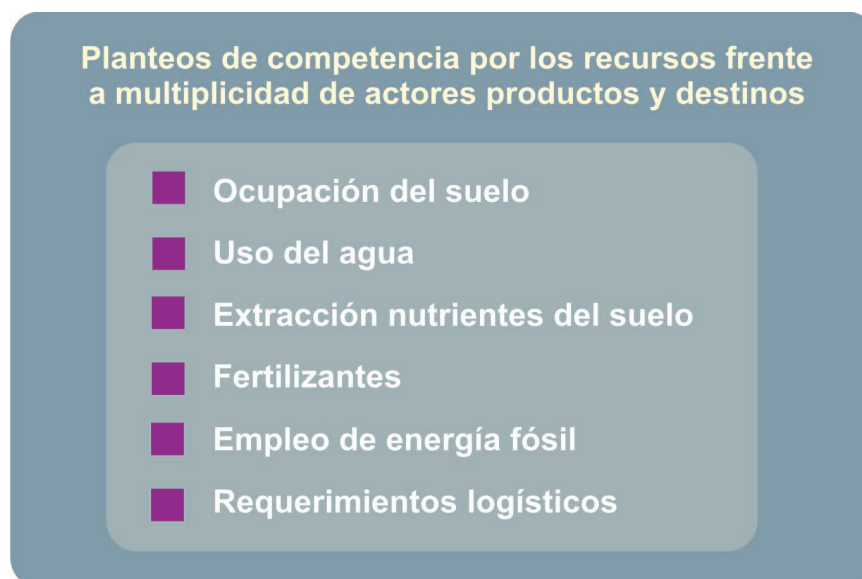 Planteos de competencia por los recursos frente
a multiplicidad de actores productos y destinos
Ocupación del suelo
Uso del agua
Extracción nutrientes del suelo
Fertilizantes
Empleo de energía fósil
Requerimientos logísticos